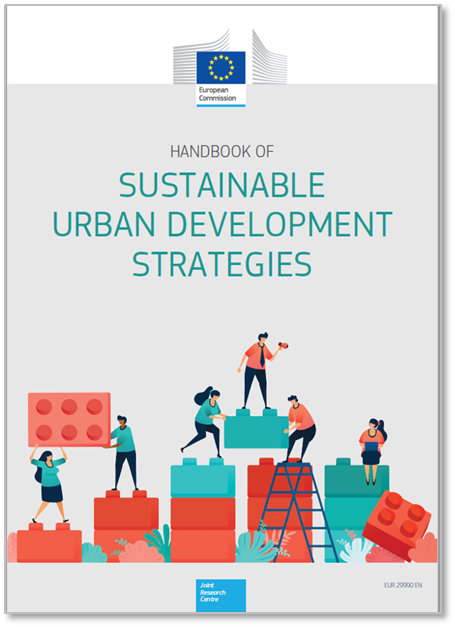 European
Commission
HANDBOOK OF
SUSTAINABLE
URBAN DEVELOPMENT
STRATEGIES
Joint
Research
Centre
EUR 29990 EN